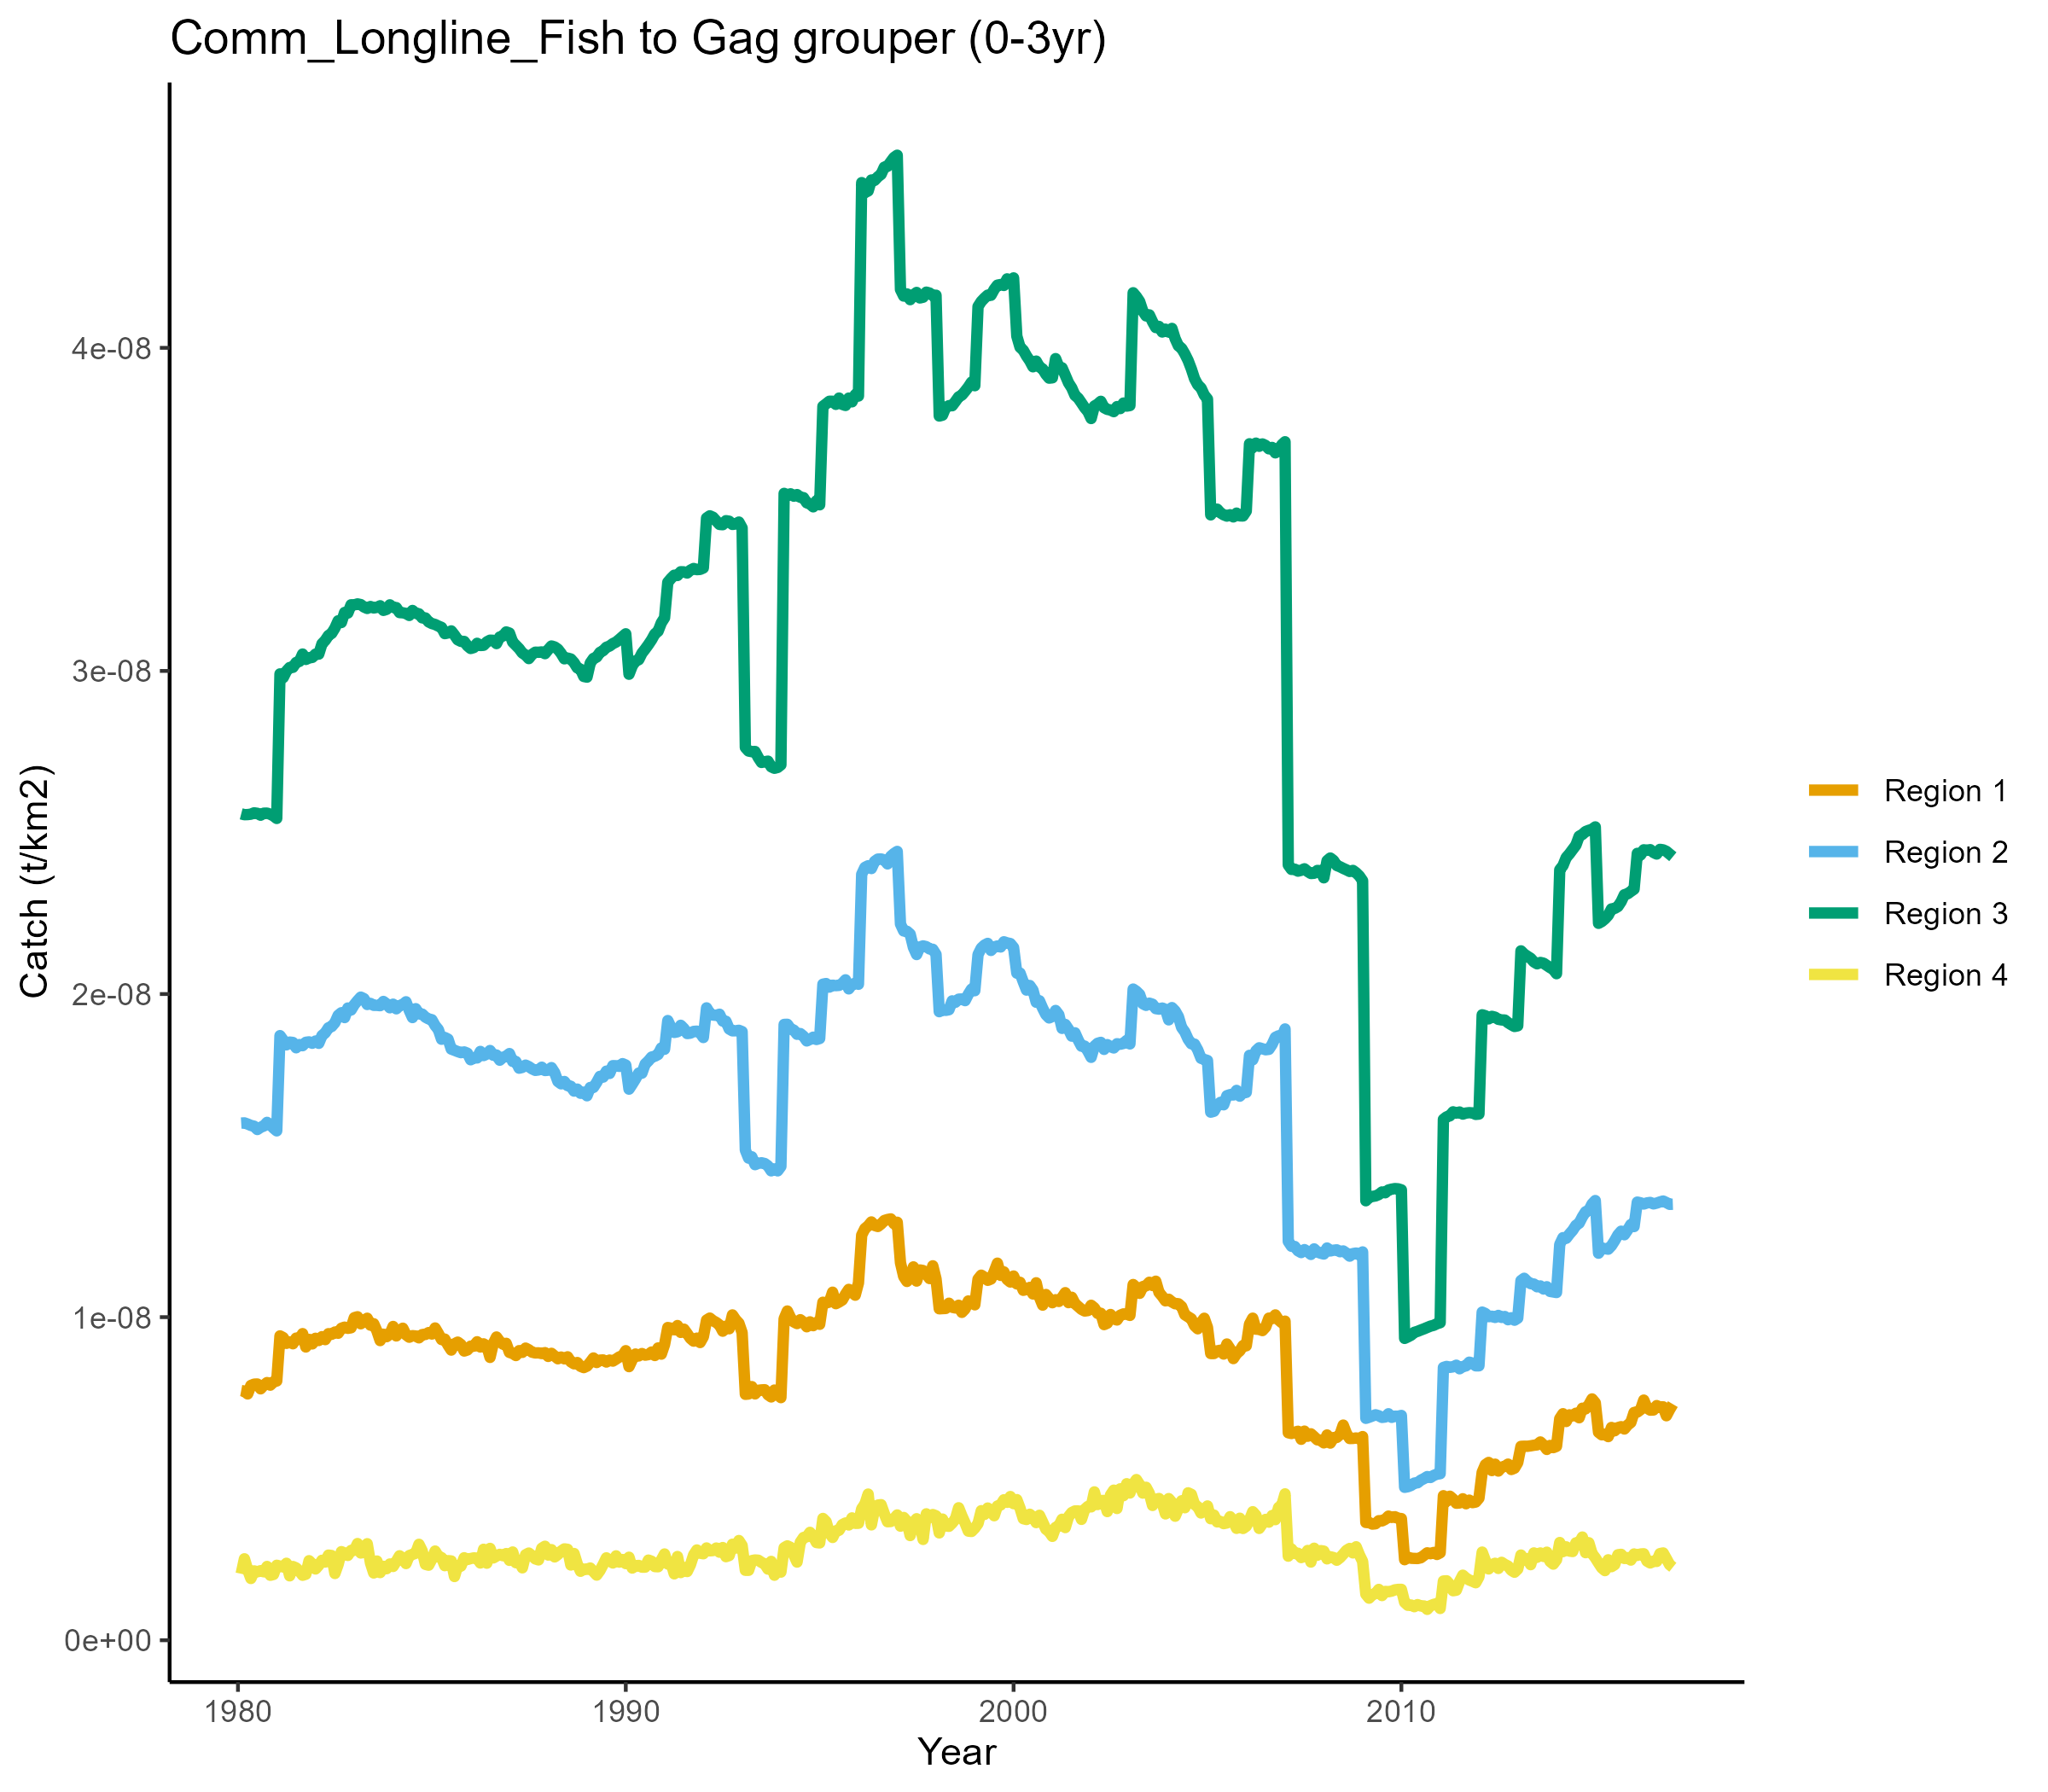 Comm_Longline_Fish to Gag grouper (0-3yr)
Catch (t/km2)
4e-08
3e-08
2e-08
1e-08
0e+00
1980
1990
2000
2010
Year
Region 1
Region 2
Region 3
Region 4